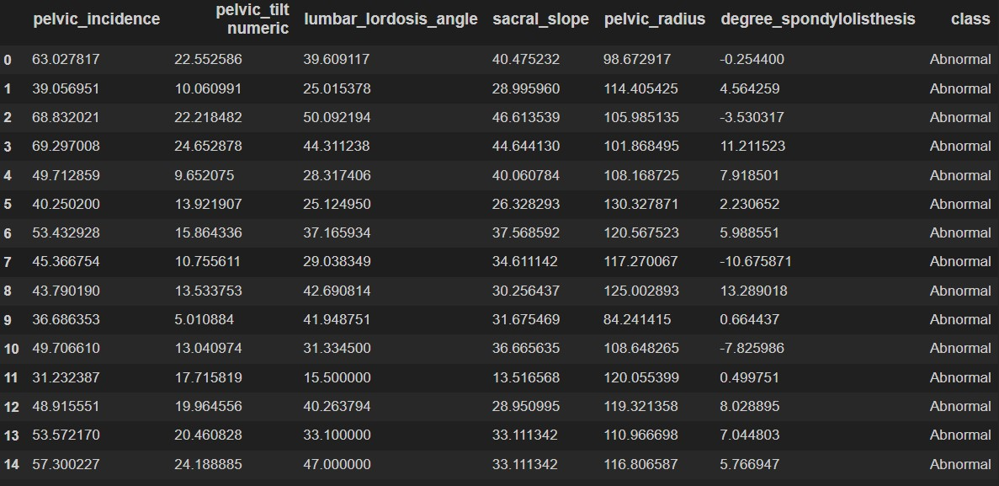 pelvic_incidence pelvic_tilt numeric lumbar_lordosis_angle sacral_slope pelvic_radius degree_spondylolisthesis class
0 63.027817 22.552586 39.609117 40.475232 98.672917 -0.254400 Abnormal
1 39.056951 10.060991 25.015378 28.995960 114.405425 4.564259 Abnormal
2 68.832021 22.218482 50.092194 46.613539 105.985135 -3.530317 Abnormal
3 69.297008 24.652878 44.311238 44.644130 101.868495 11.211523 Abnormal
4 49.712859 9.652075 28.317406 40.060784 108.168725 7.918501 Abnormal
5 40.250200 13.921907 25.124950 26.328293 130.327871 2.230652 Abnormal
6 53.432928 15.864336 37.165934 37.568592 120.567523 5.988551 Abnormal
7 45.366754 10.755611 29.038349 34.611142 117.270067 -10.675871 Abnormal
8 43.790190 13.533753 42.690814 30.256437 125.002893 13.289018 Abnormal
9 36.686353 5.010884 41.948751 31.675469 84.241415 0.664437 Abnormal
10 49.706610 13.040974 31.334500 36.665635 108.648265 -7.825986 Abnormal
11 31.232387 17.715819 15.500000 13.516568 120.055399 0.499751 Abnormal
12 48.915551 19.964556 40.263794 28.950995 119.321358 8.028895 Abnormal
13 53.572170 20.460828 33.100000 33.111342 110.966698 7.044803 Abnormal
14 57.300227 24.188885 47.000000 33.111342 116.806587 5.766947 Abnormal